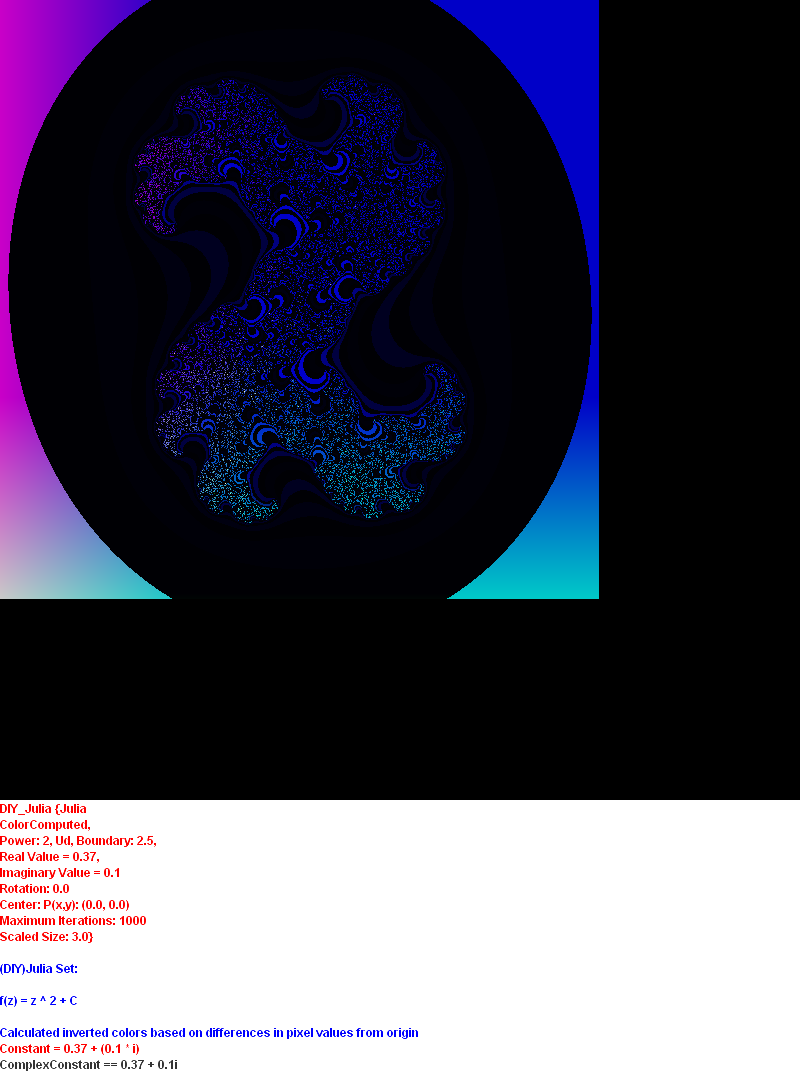 DIY_Julia {Julia
ColorComputed,
Power: 2, Ud, Boundary: 2.5,
Real Value = 0.37,
Imaginary Value = 0.1
Rotation: 0.0
Center: P(x,y): (0.0, 0.0)
Maximum Iterations: 1000
Scaled Size: 3.0}
(DIY)Julia Set:
f(z) = z ^ 2 + C
Calculated inverted colors based on differences in pixel values from origin
Constant = 0.37 + (0.1 * i)
ComplexConstant == 0.37 + 0.1i